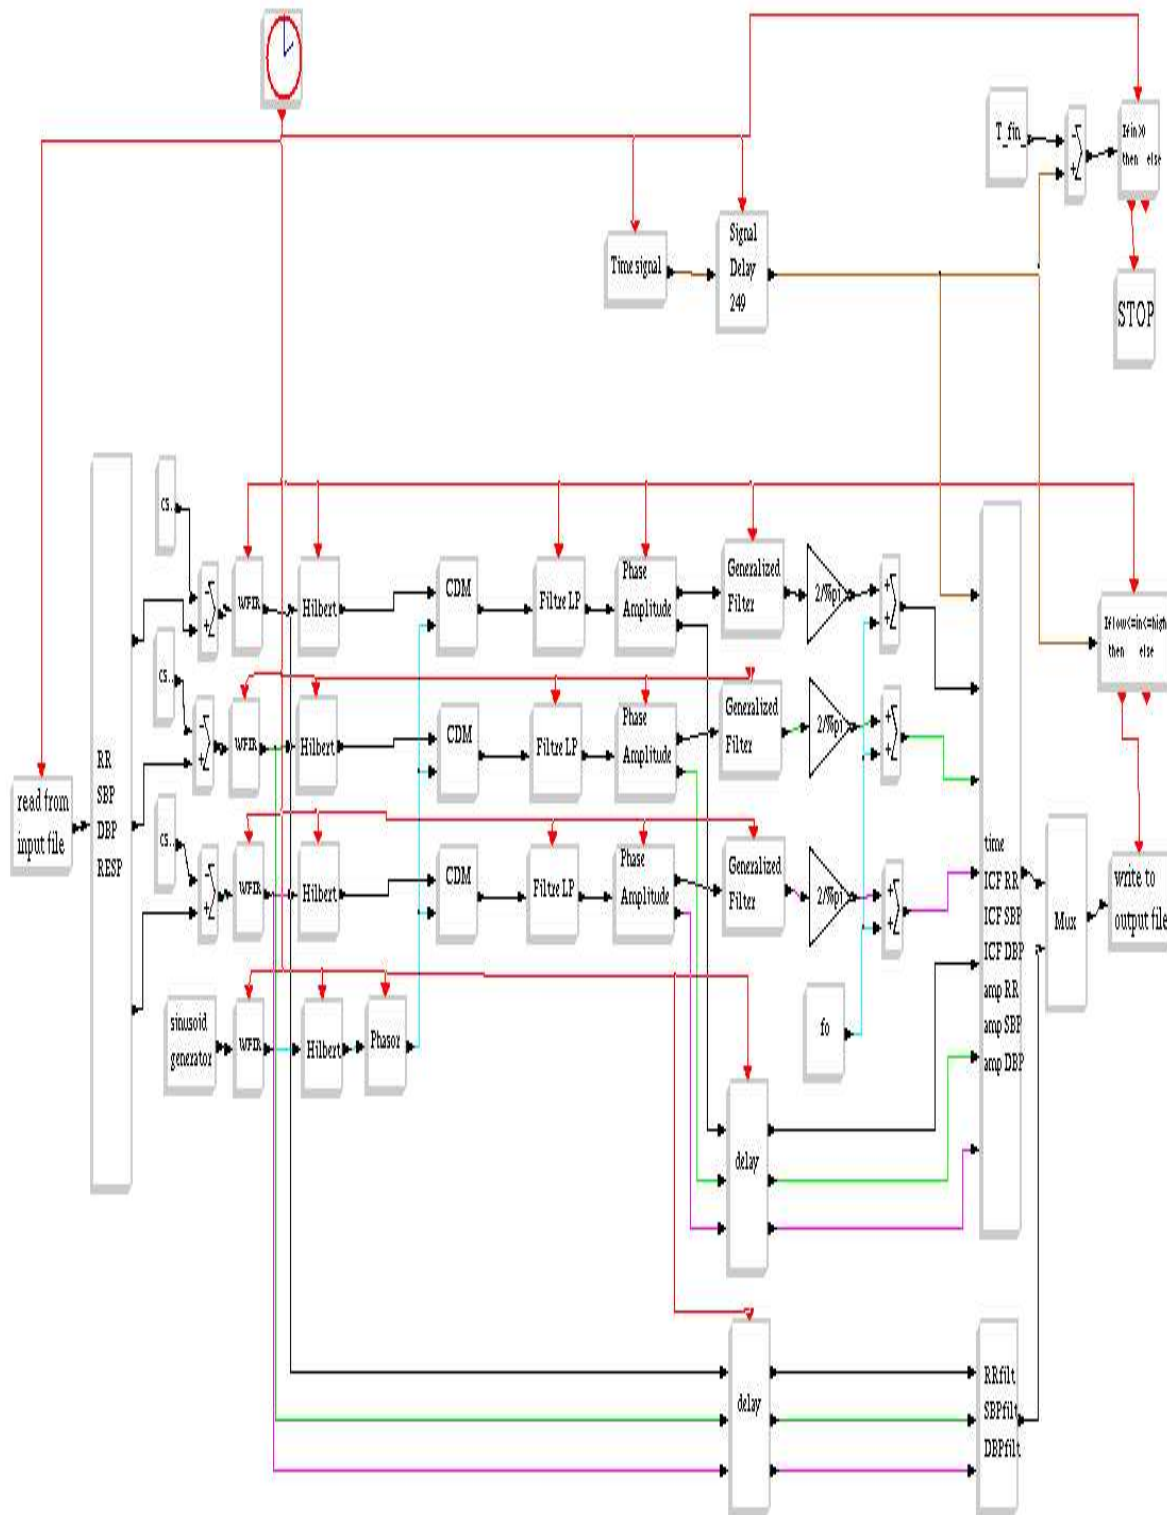 T_fin_
If in>0
then else
Signal
Delay
249
Time signal
STOP
cs..
WFIR
Hilbert
CDM
Filtre LP
Phase
Amplitude
Generalized
Filter
2/%pi
If low<=in<=high
then else
cs..
WFIR
Hilbert
CDM
Filtre LP
Phase
Amplitude
Generalized
Filter
2/%pi
RR
SBP
DBP
RESP
read from
input file
cs..
WFIR
Hilbert
CDM
Filtre LP
Phase
Amplitude
Generalized
Filter
2/%pi
time
ICF RR
ICF SBP
ICF DBP
amp RR
amp SBP
amp DBP
Mux
write to
output file
sinusoid
generator
WFIR
Hilbert
Phasor
fo
delay
delay
RRfilt
SBPfilt
DBPfilt